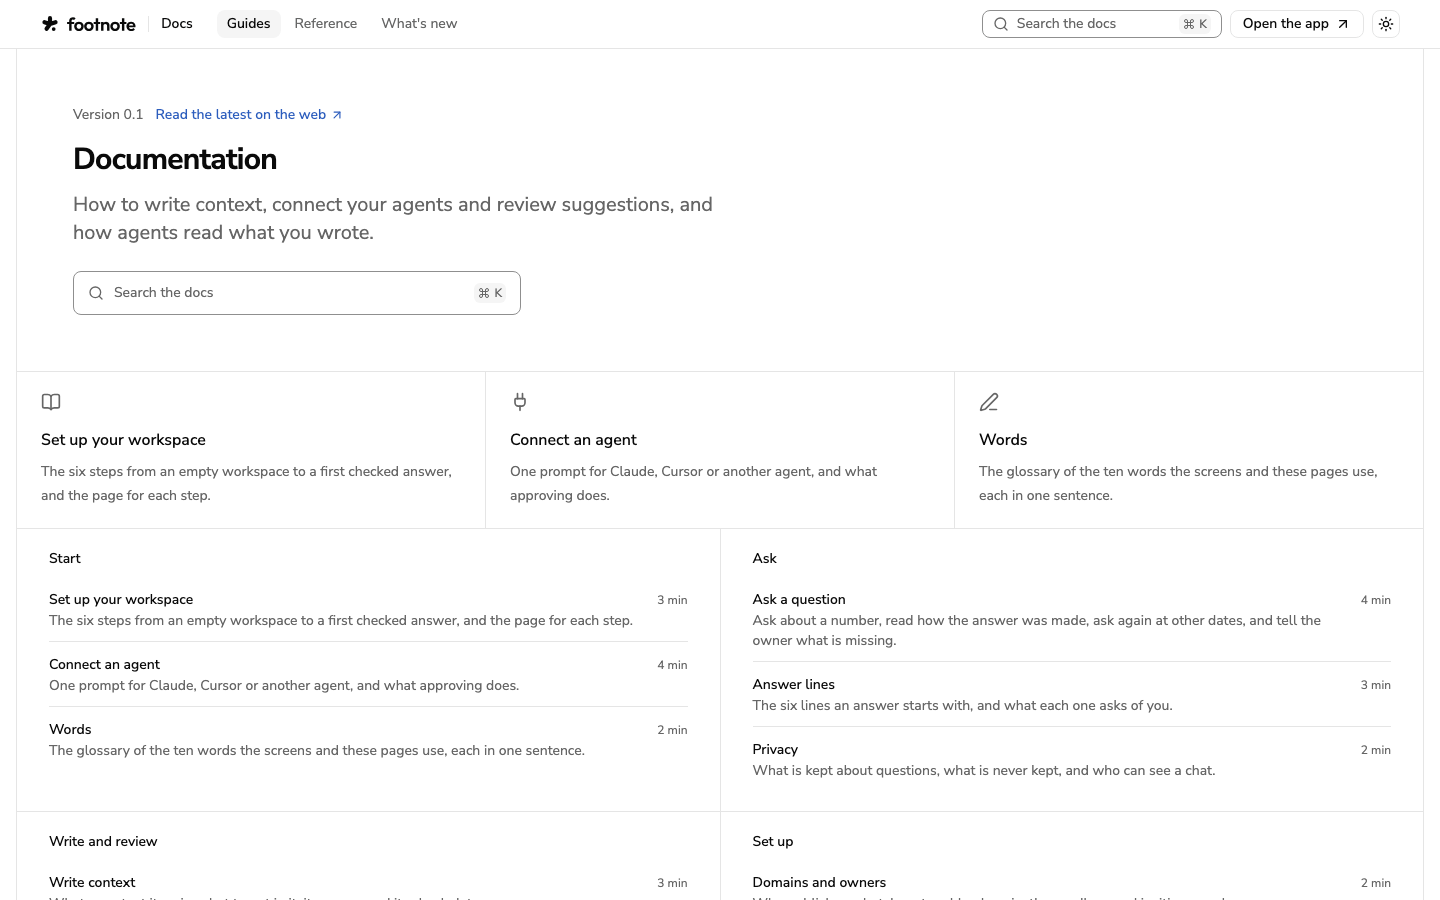 footnote Docs Guides Reference What's new Search the docs ⌘ K Open the app
Version 0.1 Read the latest on the web
Documentation
How to write context, connect your agents and review suggestions, and
how agents read what you wrote.
Search the docs ⌘ K
Set up your workspace
The six steps from an empty workspace to a first checked answer,
and the page for each step.
Connect an agent
One prompt for Claude, Cursor or another agent, and what
approving does.
Words
The glossary of the ten words the screens and these pages use,
each in one sentence.
Start
Set up your workspace 3 min
The six steps from an empty workspace to a first checked answer, and the page for each step.
Connect an agent 4 min
One prompt for Claude, Cursor or another agent, and what approving does.
Words 2 min
The glossary of the ten words the screens and these pages use, each in one sentence.
Ask
Ask a question 4 min
Ask about a number, read how the answer was made, ask again at other dates, and tell the
owner what is missing.
Answer lines 3 min
The six lines an answer starts with, and what each one asks of you.
Privacy 2 min
What is kept about questions, what is never kept, and who can see a chat.
Write and review
Write context 3 min
Set up
Domains and owners 2 min